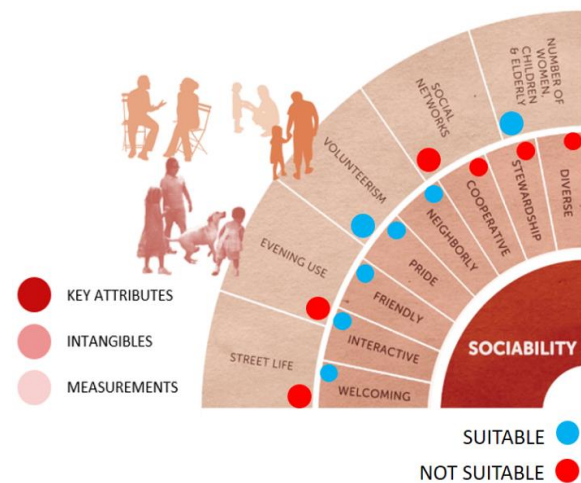 NUMBER OF
WOMEN,
CHILDREN
& ELDERLY
SOCIAL
NETWORKS
VOLUNTEERISM
EVENING USE
STREET LIFE
DIVERSE
STEWARDSHIP
COOPERATIVE
NEIGHBORLY
PRIDE
FRIENDLY
INTERACTIVE
WELCOMING
SOCIABILITY
KEY ATTRIBUTES
INTANGIBLES
MEASUREMENTS
SUITABLE
NOT SUITABLE